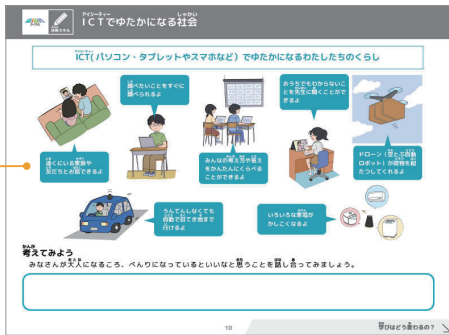 ICTでゆたかになる社会
ICT(パソコン・タブレットやスマホなど) でゆたかになるわたしたちのくらし
調べたいことをすぐに
調べられるよ
おうちでもわからないこ
とを先生に聞くことがで
きるよ
遠くにいる家族や
友だちとお話できるよ
みんなの考え方や答え
をかんたんにくらべる
ことができるよ
ドローン（空とぶ自動
ロボット）が荷物を配
たつしてくれるよ
うんてんしなくても
自動で目てき地まで
行けるよ
いろいろな家電が
かしこくなるよ
考えてみよう
みなさんが大人になるころ、べんりになっているといいなと思うことを話し合ってみましょう。
10
学びはどう変わるの？